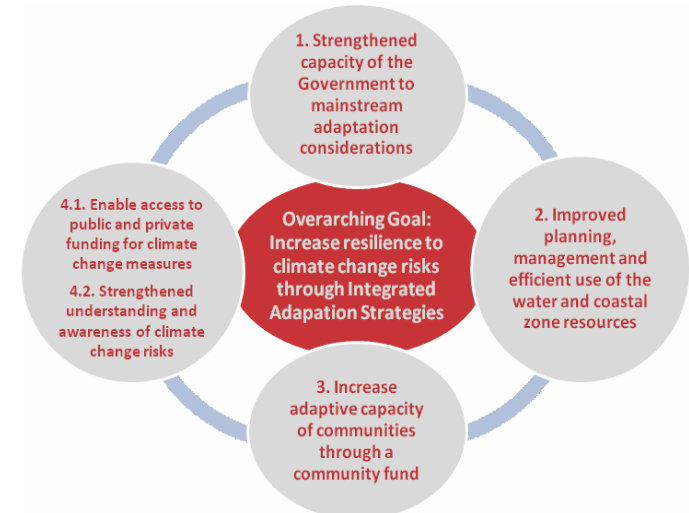 1. Strengthened
capacity of the
Government to
mainstream
adaptation
considerations
4.1. Enable access to
public and private
funding for climate
change measures
4.2. Strengthened
understanding and
awareness of climate
change risks
Overarching Goal:
Increase resilience to
climate change risks
through Integrated
Adapation Strategies
2. Improved
planning,
management and
efficient use of the
water and coastal
zone resources
3. Increase
adaptive capacity
of communities
through a
community fund